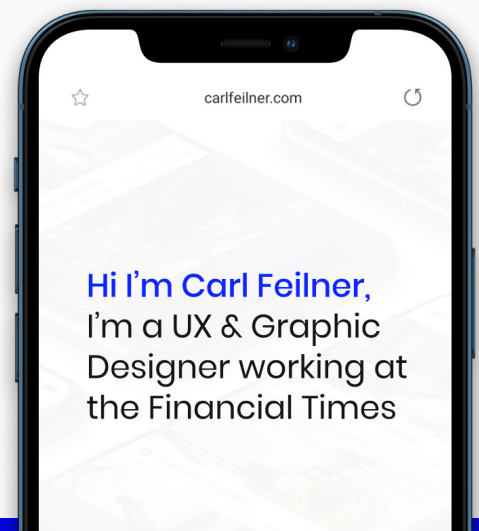 carlfeilner.com
Hi I'm Carl Feilner,
I'm a UX & Graphic
Designer working at
the Financial Times